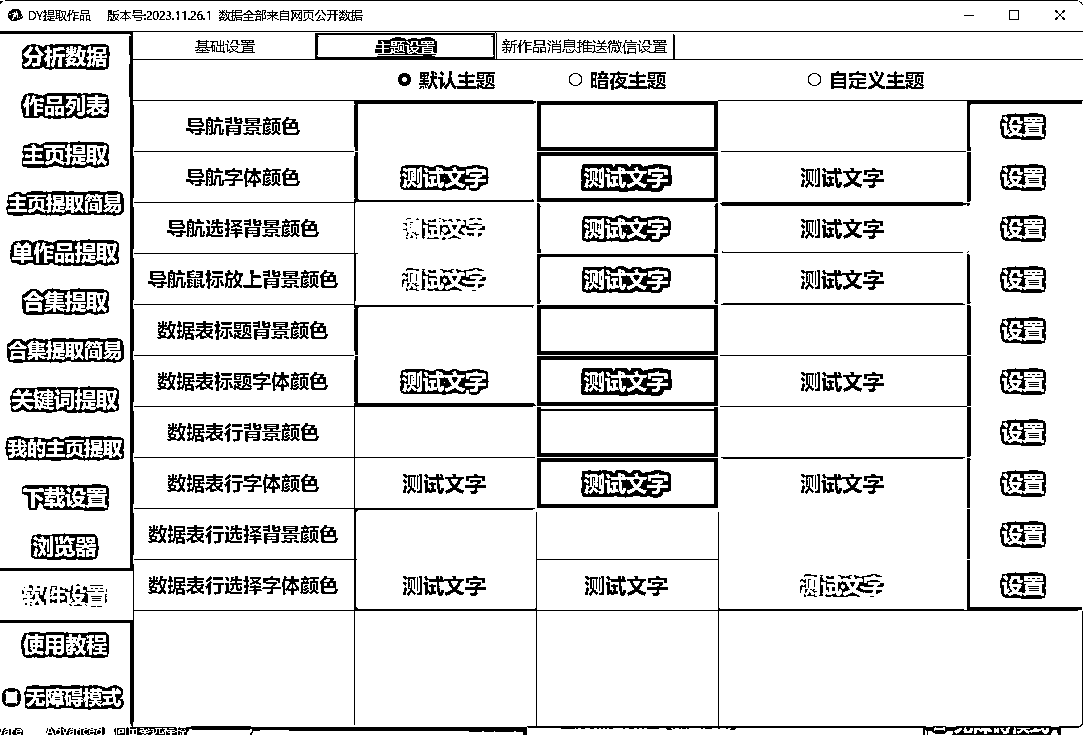 DY提取作品 版本号:2023.11.26.1 数据全部来自网页公开数据
基础设置 主题设置 新作品消息推送微信设置
默认主题 暗夜主题 自定义主题
分析数据
作品列表
主页提取
主页提取简易
单作品提取
合集提取
合集提取简易
关键词提取
我的主页提取
下载设置
浏览器
软件设置
使用教程
无障碍模式
导航背景颜色 设置
导航字体颜色 测试文字 测试文字 测试文字 设置
导航选择背景颜色 测试文字 测试文字 测试文字 设置
导航鼠标放上背景颜色 测试文字 测试文字 测试文字 设置
数据表标题背景颜色 设置
数据表标题字体颜色 测试文字 测试文字 测试文字 设置
数据表行背景颜色 设置
数据表行字体颜色 测试文字 测试文字 测试文字 设置
数据表行选择背景颜色 设置
数据表行选择字体颜色 测试文字 测试文字 测试文字 设置
Advanced